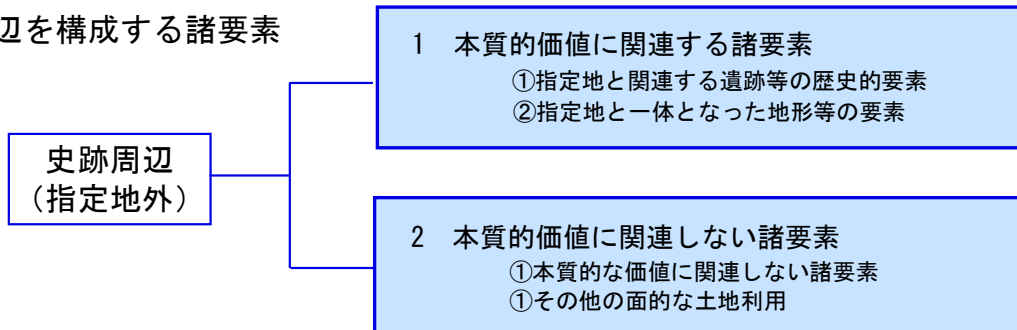 辺を構成する諸要素
1 本質的価値に関連する諸要素
①指定地と関連する遺跡等の歴史的要素
②指定地と一体となった地形等の要素
史跡周辺
（指定地外）
2 本質的価値に関連しない諸要素
①本質的な価値に関連しない諸要素
①その他の面的な土地利用